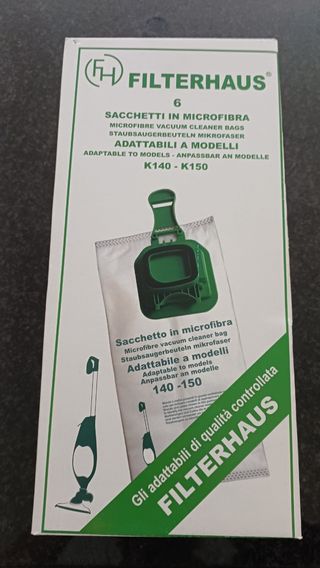 FH FILTERHAUS®
6
SACCHETTI IN MICROFIBRA
MICROFIBRE VACUUM CLEANER BAGS
STAUBSAUGERBEUTELN MIKROFASER
ADATTABILI A MODELLI
ADAPTABLE TO MODELS - ANPASSBAR AN MODELLE
K140 - K150
Sacchetto in microfibra
Microfibre vacuum cleaner bag
Staubsaugerbeuteln mikrofaser
Adattabile a modelli
Adaptable to models
Anpassbar an modelle
140 -150
Gli adattabili di qualità controllata
FILTERHAUS